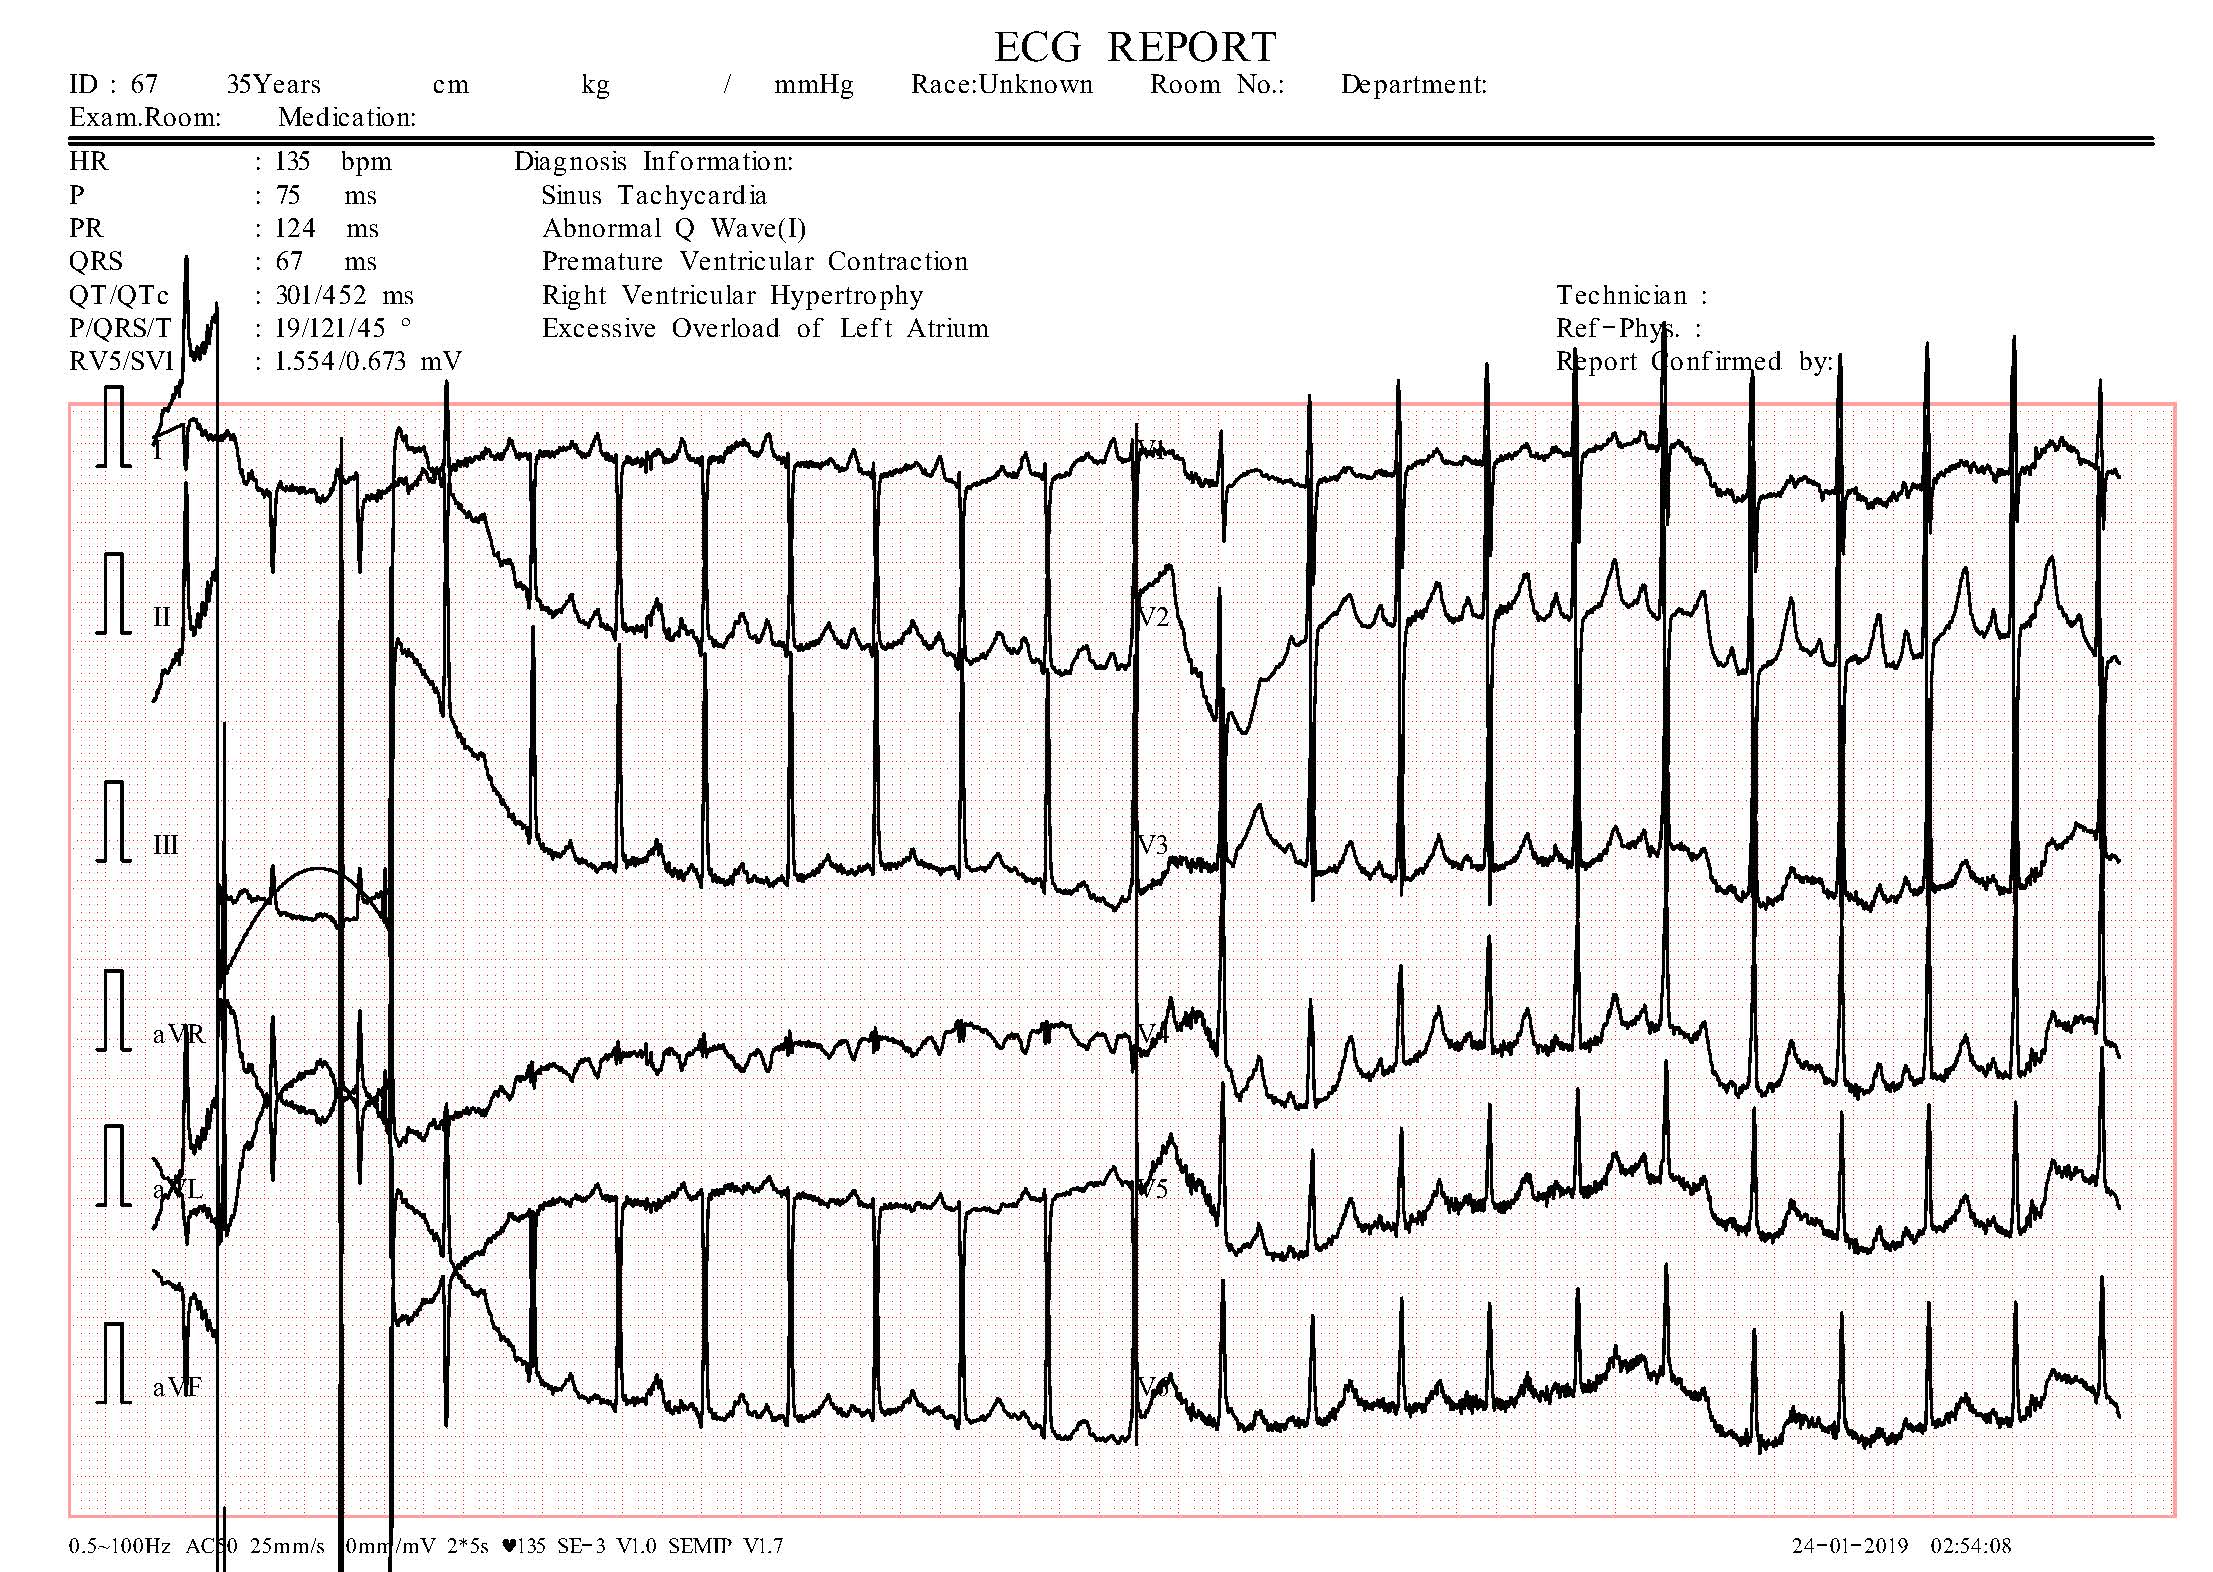 ECG REPORT
ID : 67 35Years cm kg / mmHg Race:Unknown Room No.: Department:
Exam.Room: Medication:
HR : 135 bpm Diagnosis Information:
P : 75 ms Sinus Tachycardia
PR : 124 ms Abnormal Q Wave(I)
QRS : 67 ms Premature Ventricular Contraction
QT/QTc : 301/452 ms Right Ventricular Hypertrophy Technician :
P/QRS/T : 19/121/45 ° Excessive Overload of Left Atrium Ref-Phys. :
RV5/SV1 : 1.554/0.673 mV Report Confirmed by:
I V1
II V2
III V3
aVR V4
aVL V5
aVF V6
0.5~100Hz AC50 25mm/s 10mm/mV 2*5s ♥135 SE-3 V1.0 SEMIP V1.7 24-01-2019 02:54:08